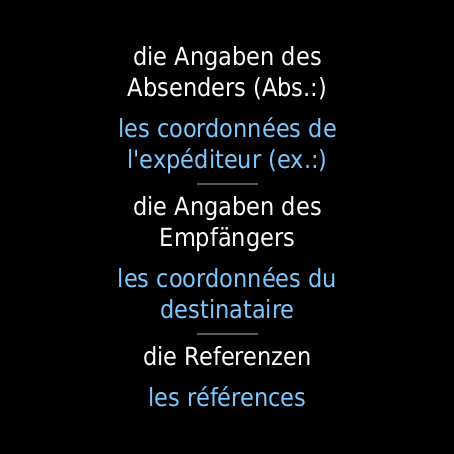 die Angaben des
Absenders (Abs.:)
les coordonnées de
l'expéditeur (ex.:)
die Angaben des
Empfängers
les coordonnées du
destinataire
die Referenzen
les références